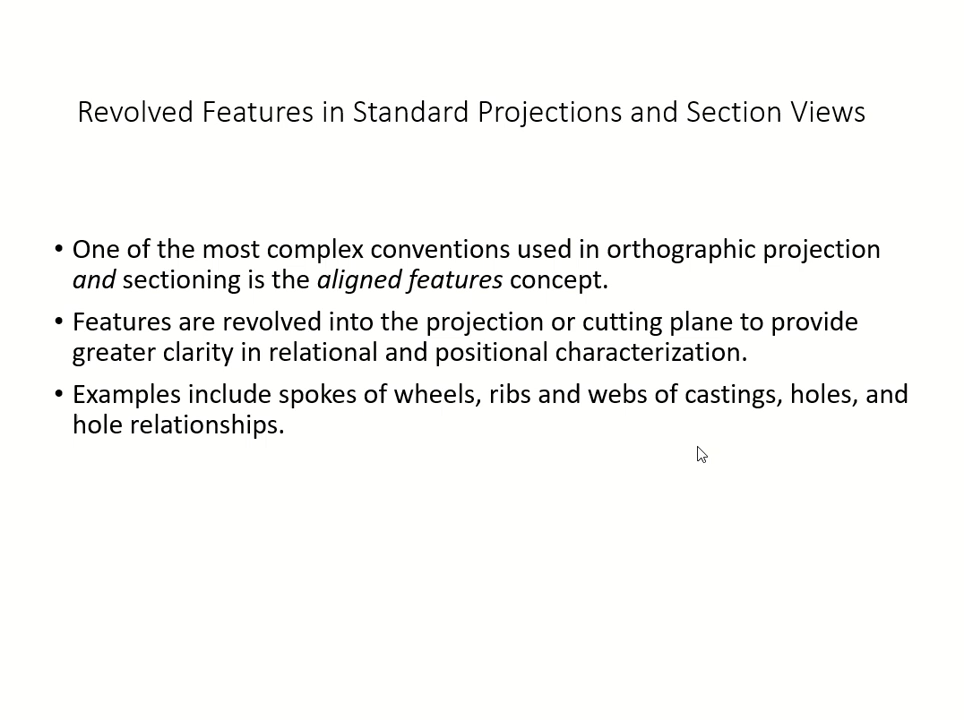 Revolved Features in Standard Projections and Section Views
• One of the most complex conventions used in orthographic projection
and sectioning is the aligned features concept.
• Features are revolved into the projection or cutting plane to provide
greater clarity in relational and positional characterization.
• Examples include spokes of wheels, ribs and webs of castings, holes, and
hole relationships.